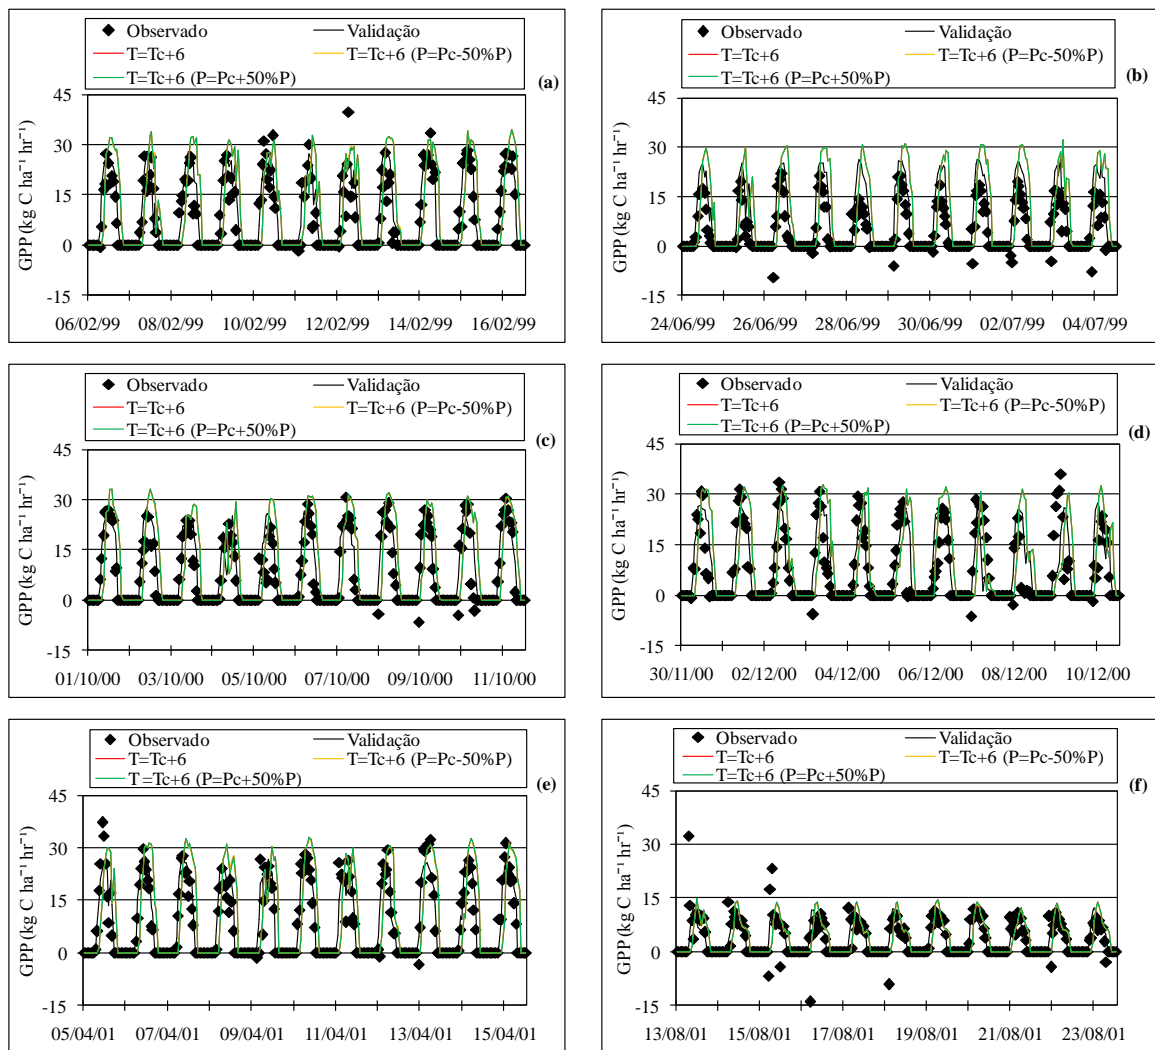 Observado Validação
T=Tc+6 T=Tc+6 (P=Pc-50%P)
T=Tc+6 (P=Pc+50%P)
(a)
GPP (kg C ha⁻¹ hr⁻¹)
45
30
15
0
-15
06/02/99 08/02/99 10/02/99 12/02/99 14/02/99 16/02/99
Observado Validação
T=Tc+6 T=Tc+6 (P=Pc-50%P)
T=Tc+6 (P=Pc+50%P)
(b)
GPP (kg C ha⁻¹ hr⁻¹)
45
30
15
0
-15
24/06/99 26/06/99 28/06/99 30/06/99 02/07/99 04/07/99
Observado Validação
T=Tc+6 T=Tc+6 (P=Pc-50%P)
T=Tc+6 (P=Pc+50%P)
(c)
GPP (kg C ha⁻¹ hr⁻¹)
45
30
15
0
-15
01/10/00 03/10/00 05/10/00 07/10/00 09/10/00 11/10/00
Observado Validação
T=Tc+6 T=Tc+6 (P=Pc-50%P)
T=Tc+6 (P=Pc+50%P)
(d)
GPP (kg C ha⁻¹ hr⁻¹)
45
30
15
0
-15
30/11/00 02/12/00 04/12/00 06/12/00 08/12/00 10/12/00
Observado Validação
T=Tc+6 T=Tc+6 (P=Pc-50%P)
T =Tc+6 (P=Pc+50%P)
(e)
GPP (kg C ha⁻¹ hr⁻¹)
45
30
15
0
-15
05/04/01 07/04/01 09/04/01 11/04/01 13/04/01 15/04/01
Observado Validação
T=Tc+6 T=Tc+6 (P=Pc-50%P)
T=Tc+6 (P=Pc+50%P)
(f)
GPP (kg C ha⁻¹ hr⁻¹)
45
30
15
0
-15
13/08/01 15/08/01 17/08/01 19/08/01 21/08/01 23/08/01